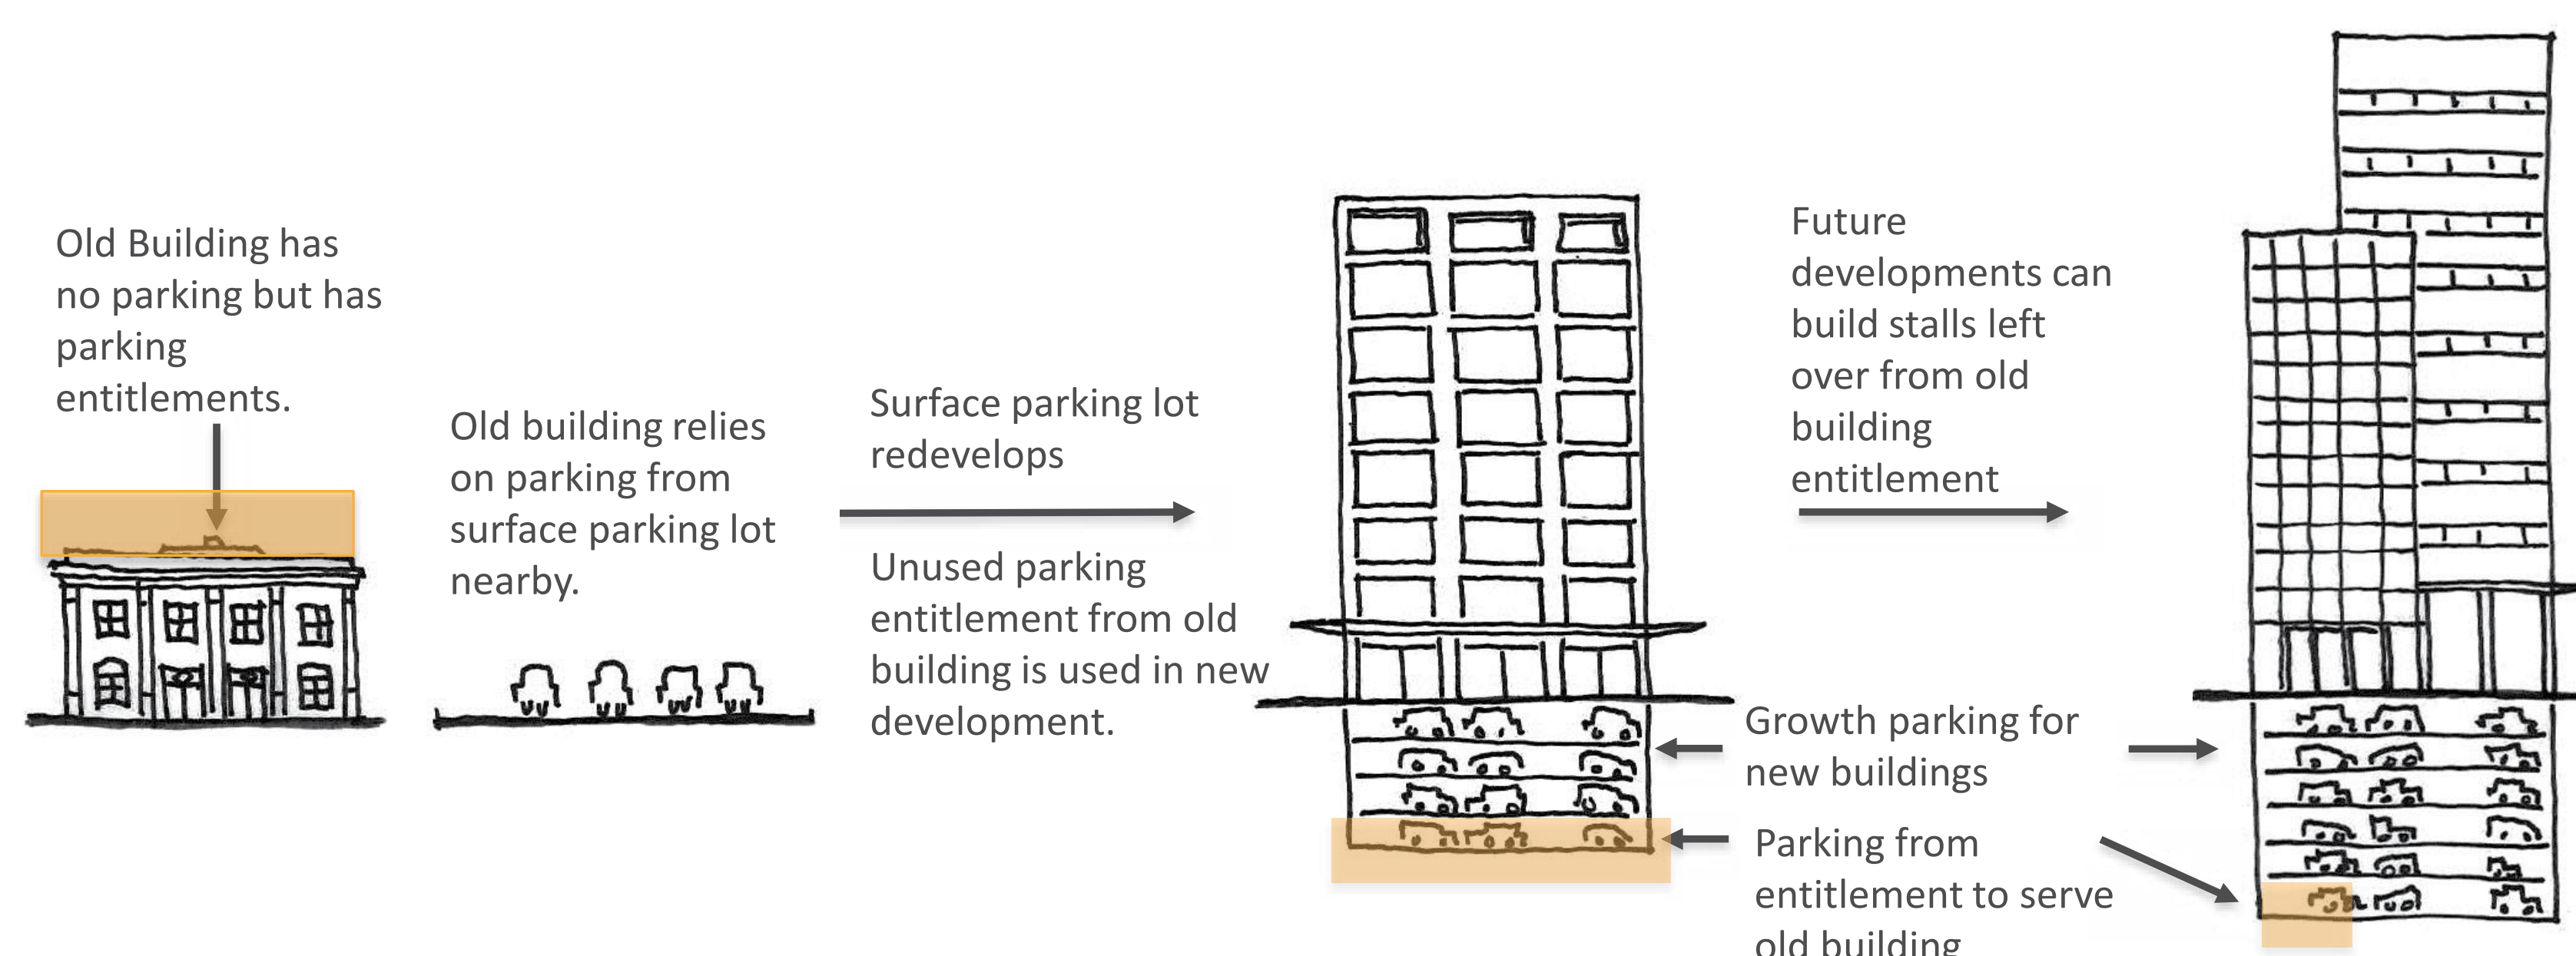 Old Building has
no parking but has
parking
entitlements.
Old building relies
on parking from
surface parking lot
nearby.
Surface parking lot
redevelops
Unused parking
entitlement from old
building is used in new
development.
Future
developments can
build stalls left
over from old
building
entitlement
Growth parking for
new buildings
Parking from
entitlement to serve
old building